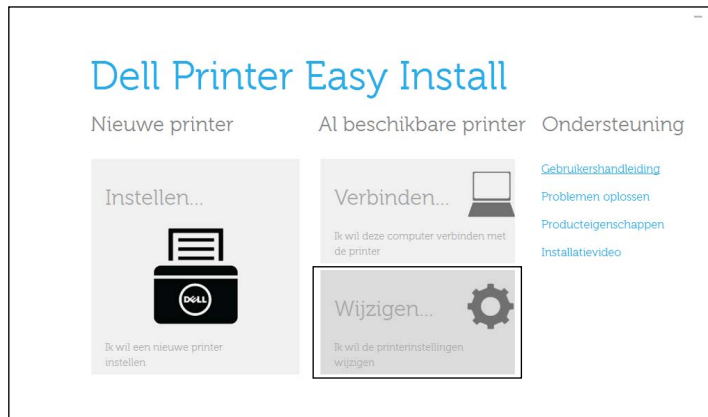 Dell Printer Easy Install
Nieuwe printer
Instellen...
DELL
Ik wil een nieuwe printer
instellen
Al beschikbare printer
Verbinden...
Ik wil deze computer verbinden met
de printer
Wijzigen...
Ik wil de printerinstellingen
wijzigen
Ondersteuning
Gebruikershandleiding
Problemen oplossen
Producteigenschappen
Installatievideo